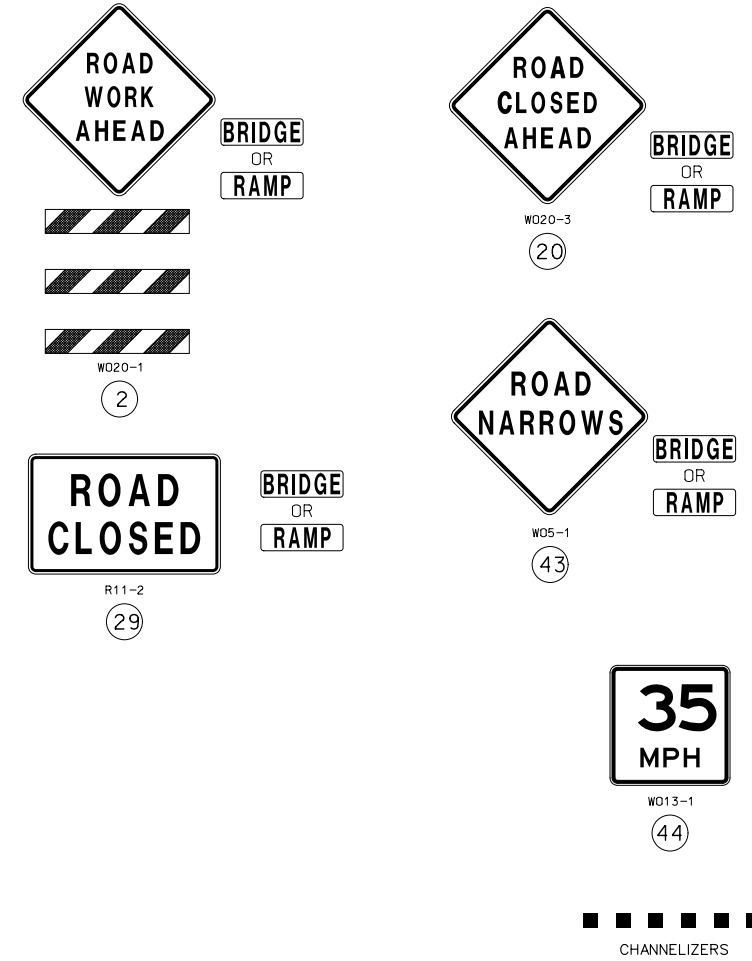 ROAD
WORK
AHEAD
BRIDGE
OR
RAMP
WO20-1
2
ROAD
CLOSED
AHEAD
BRIDGE
OR
RAMP
WO20-3
20
ROAD
CLOSED
BRIDGE
OR
RAMP
R11-2
29
ROAD
NARROWS
BRIDGE
OR
RAMP
WO5-1
43
35
MPH
WO13-1
44
CHANNELIZERS